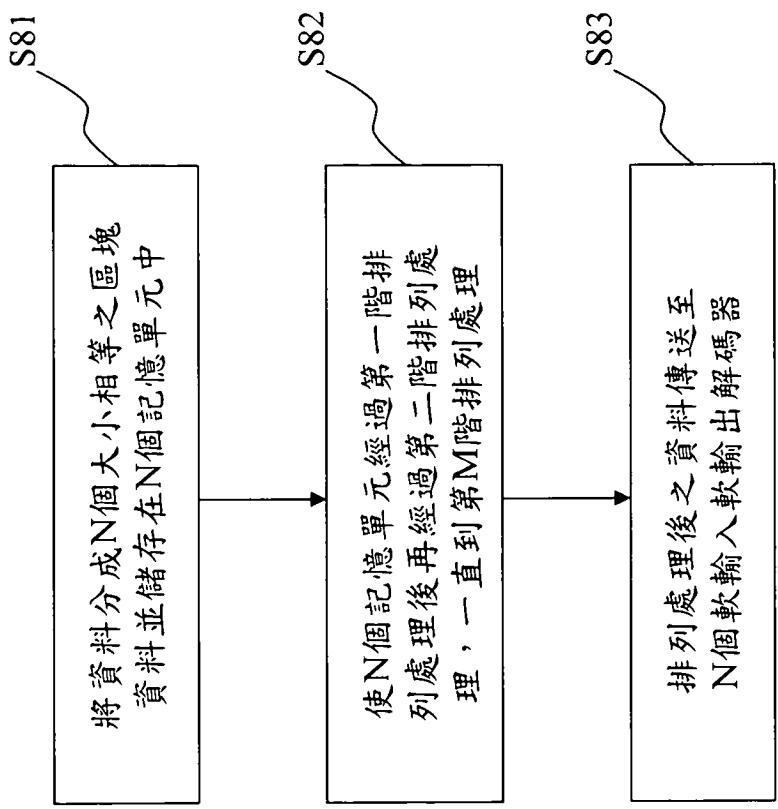 S81
將資料分成N個大小相等之區塊
資料並儲存在N個記憶單元中
S82
使N個記憶單元經過第一階排
列處理後再經過第二階排列處
理，一直到第M階排列處理
S83
排列處理後之資料傳送至
N個軟輸入軟輸出解碼器